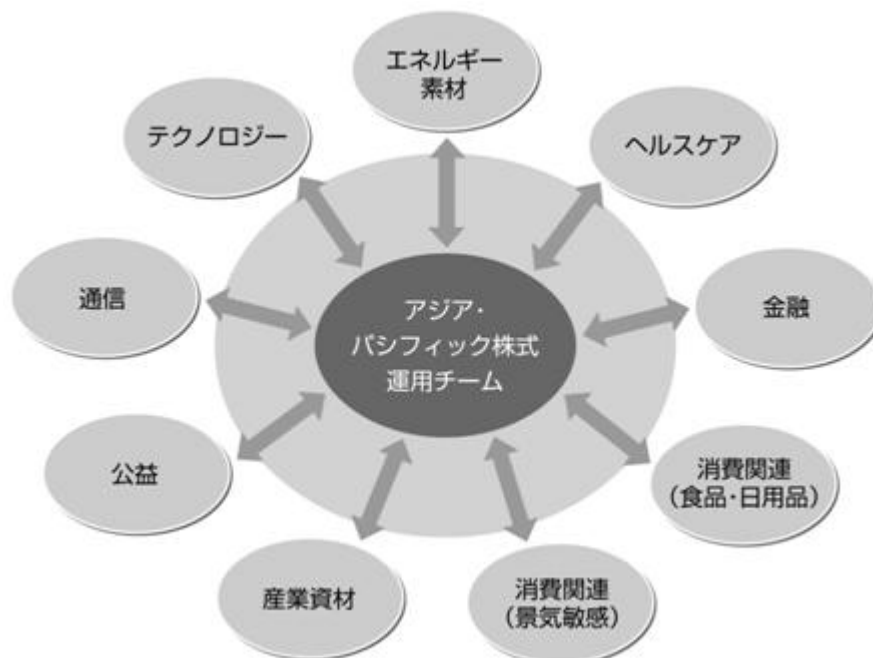 エネルギー
素材
テクノロジー
ヘルスケア
通信
アジア・
パシフィック株式
運用チーム
金融
公益
消費関連
（食品・日用品）
産業資材
消費関連
（景気敏感）